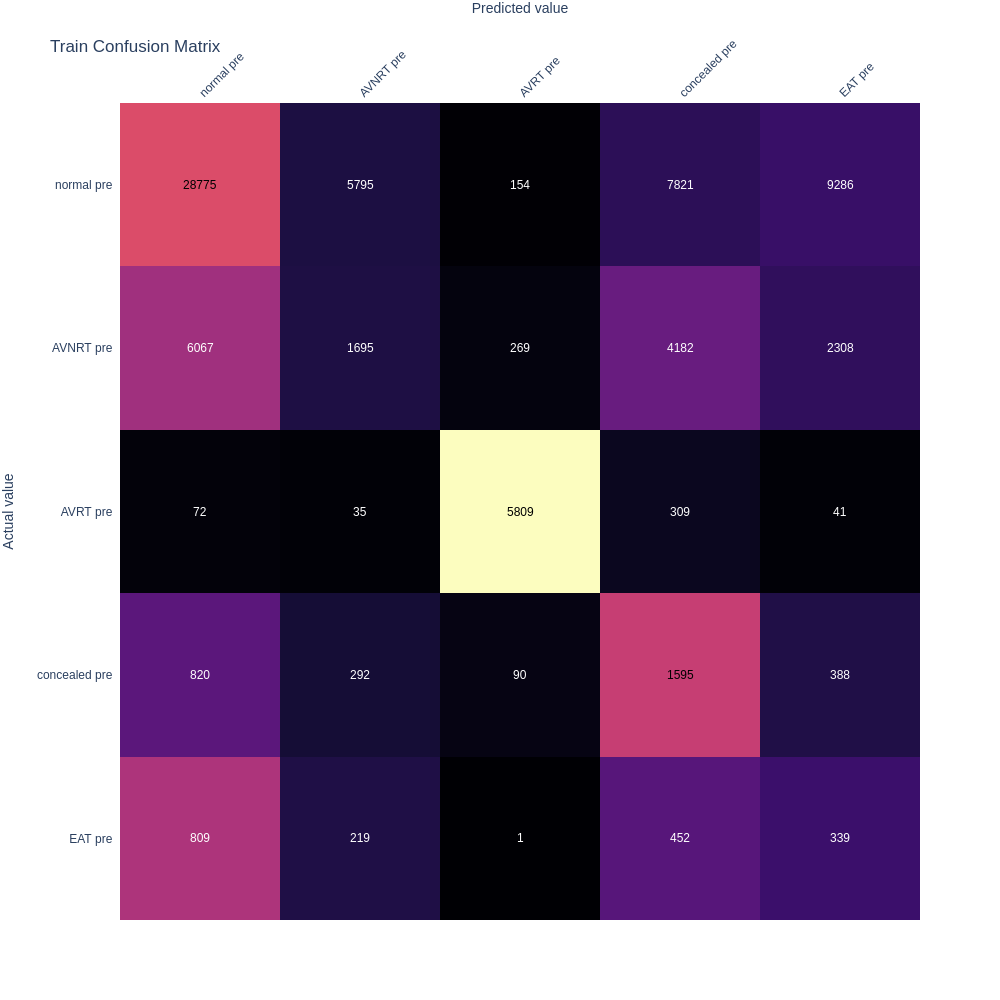 Predicted value
Train Confusion Matrix
normal pre AVNRT pre AVRT pre concealed pre EAT pre
normal pre 28775 5795 154 7821 9286
AVNRT pre 6067 1695 269 4182 2308
Actual value
AVRT pre 72 35 5809 309 41
concealed pre 820 292 90 1595 388
EAT pre 809 219 1 452 339